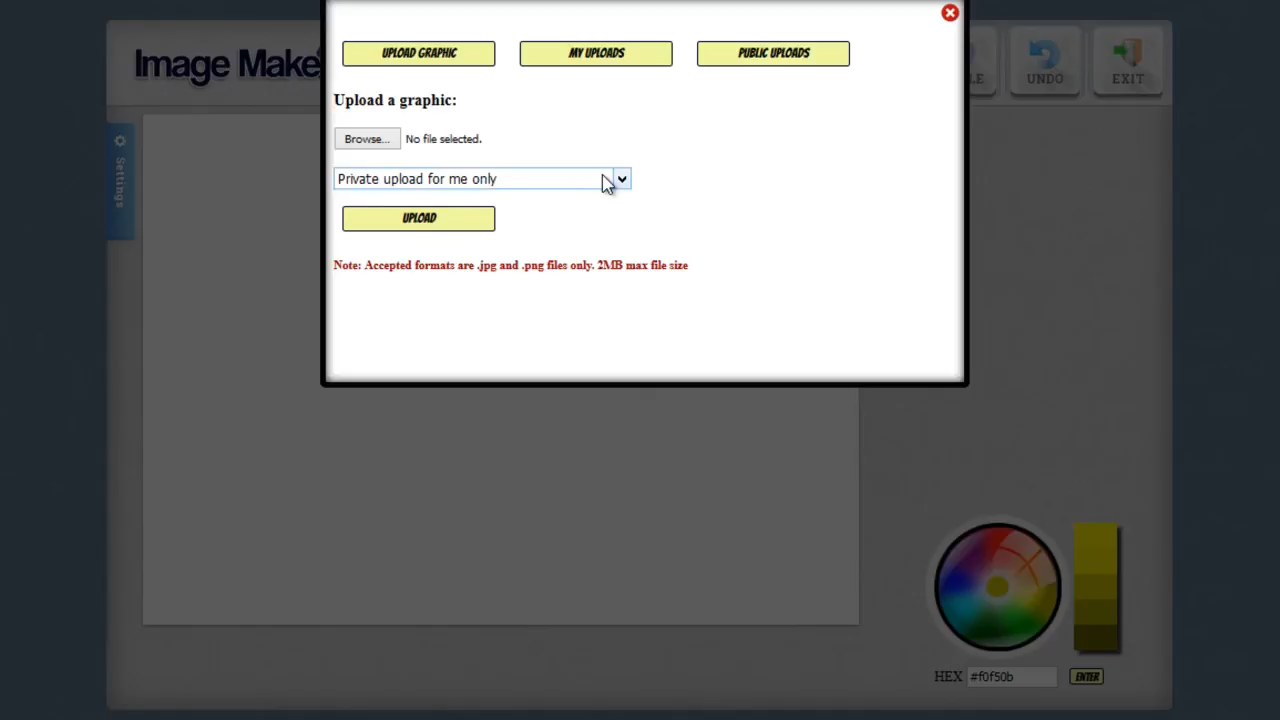 Image Make
LE
UNDO
EXIT
UPLOAD GRAPHIC
MY UPLOADS
PUBLIC UPLOADS
Upload a graphic:
Browse...
No file selected.
Private upload for me only
UPLOAD
Note: Accepted formats are .jpg and .png files only. 2MB max file size
Settings
HEX
#f0f50b
ENTER